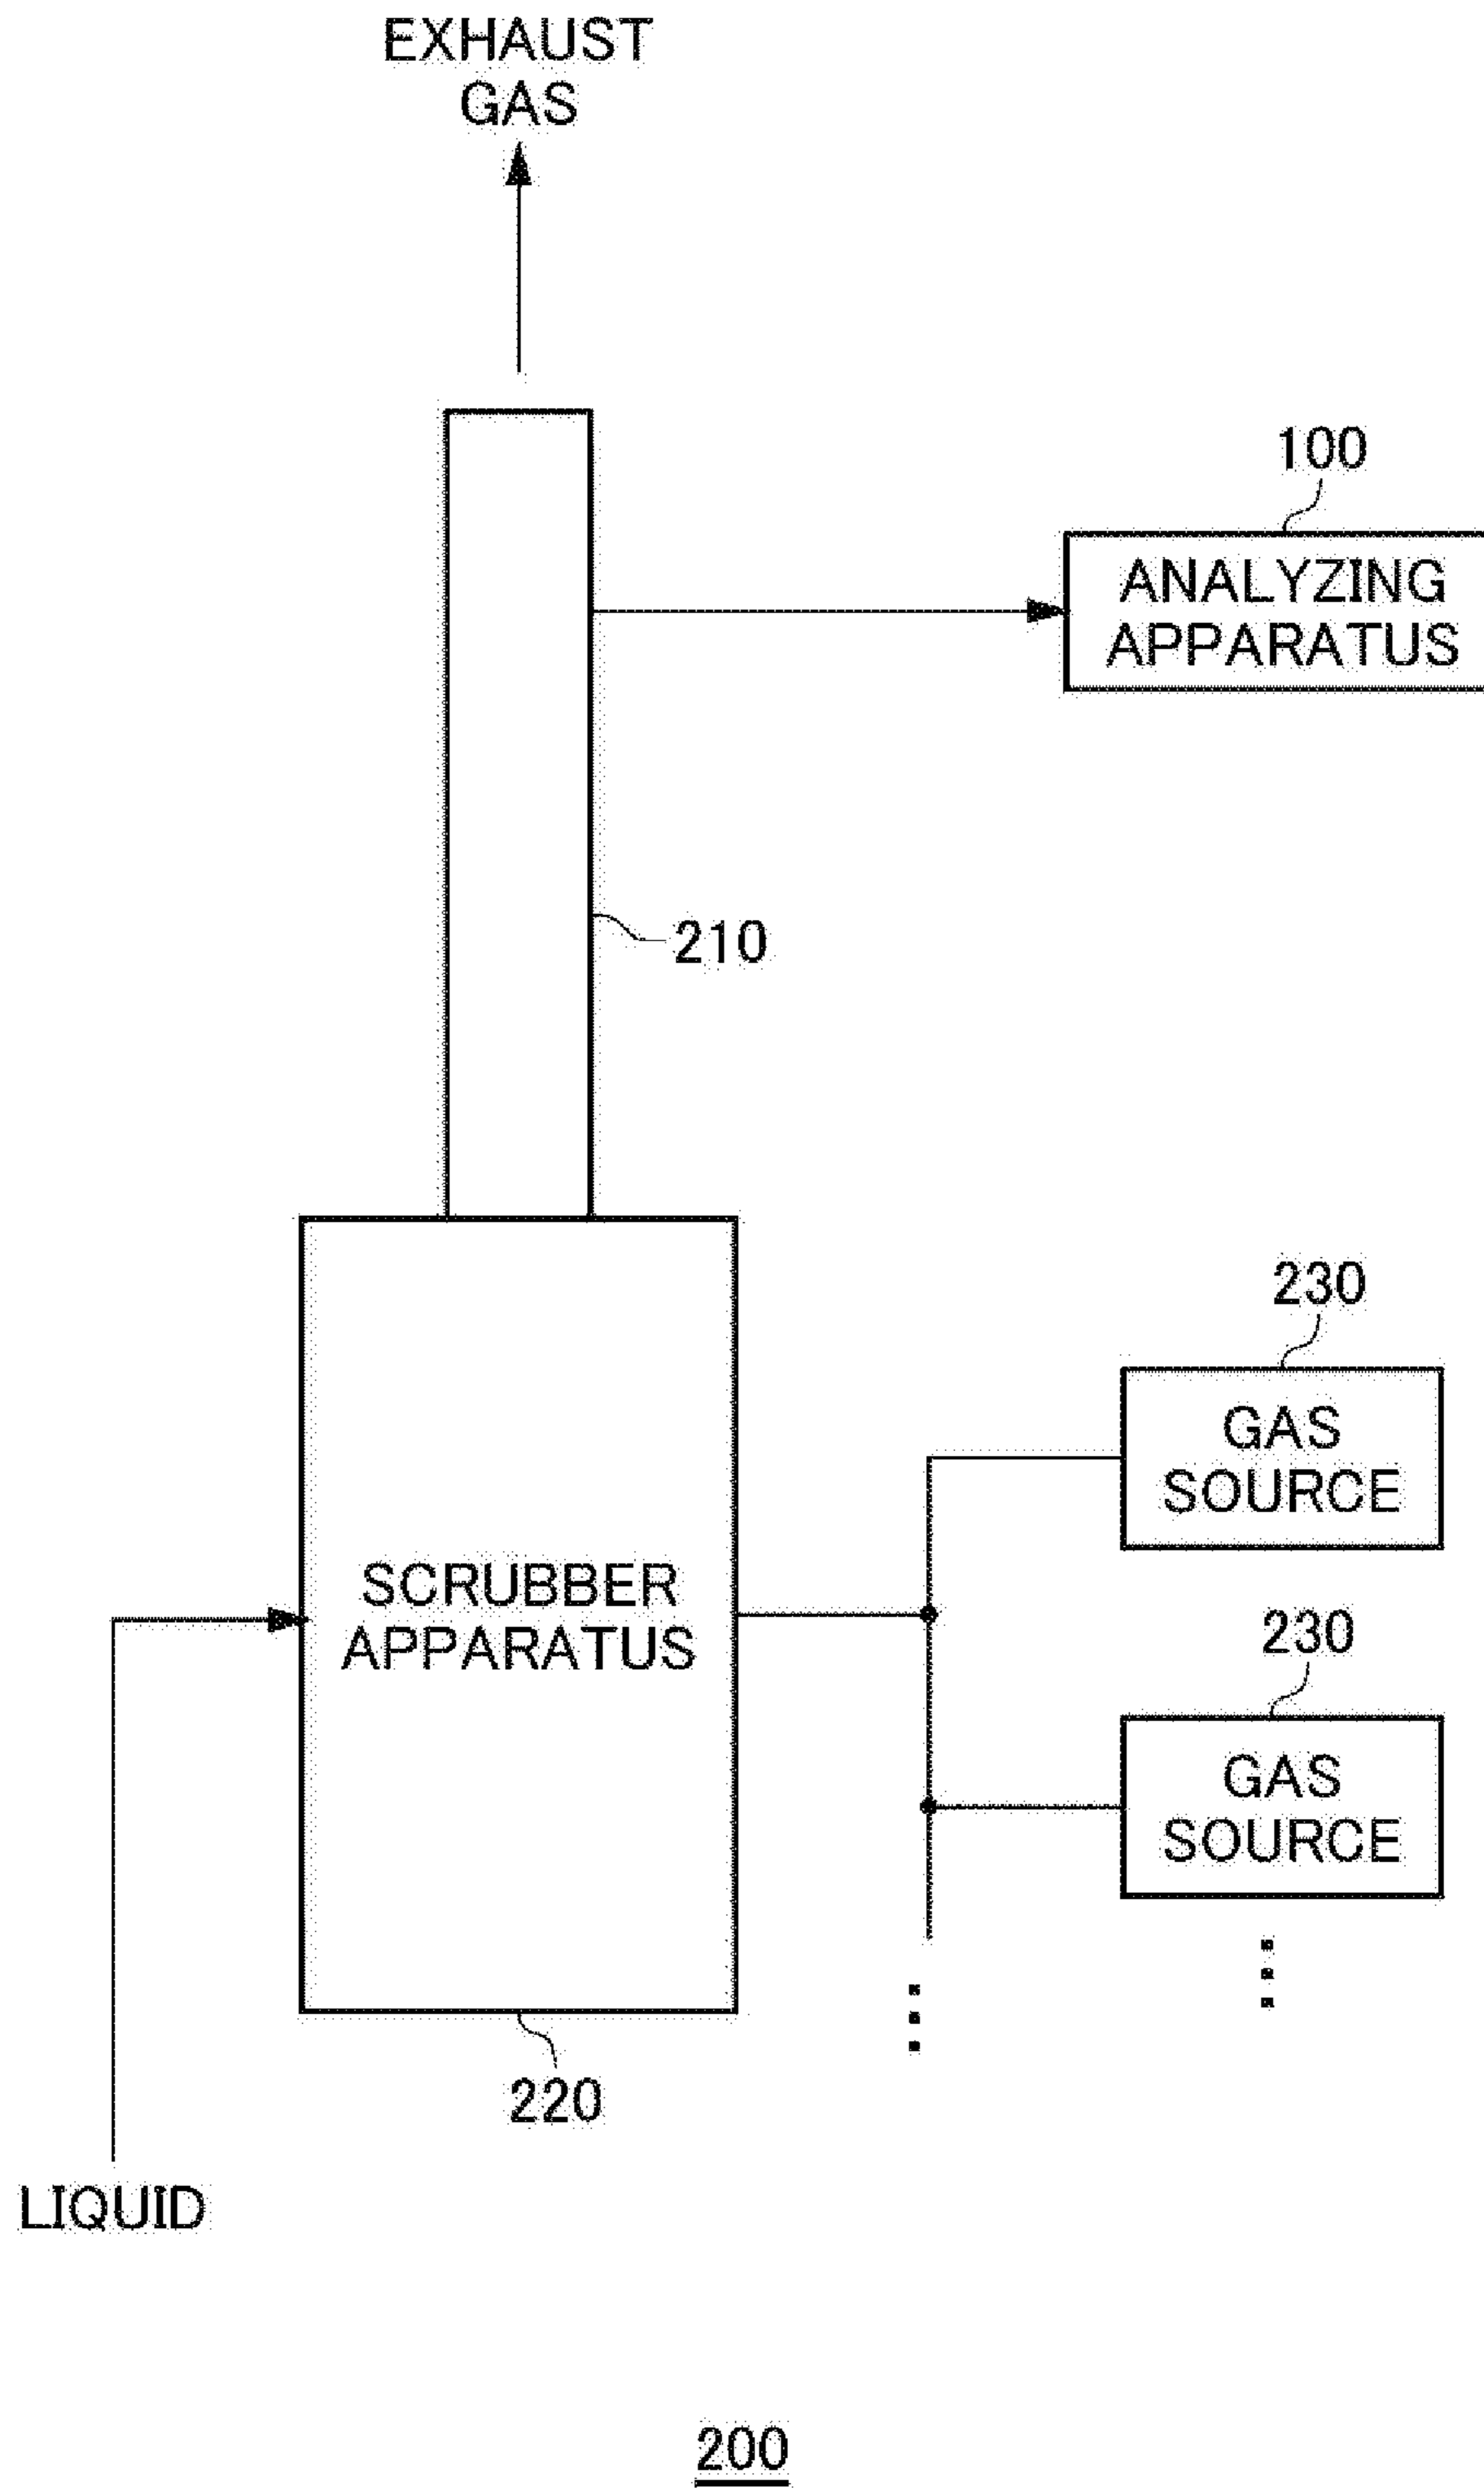 EXHAUST
GAS
100
ANALYZING
APPARATUS
210
230
GAS
SOURCE
SCRUBBER
APPARATUS
230
GAS
SOURCE
220
LIQUID
200